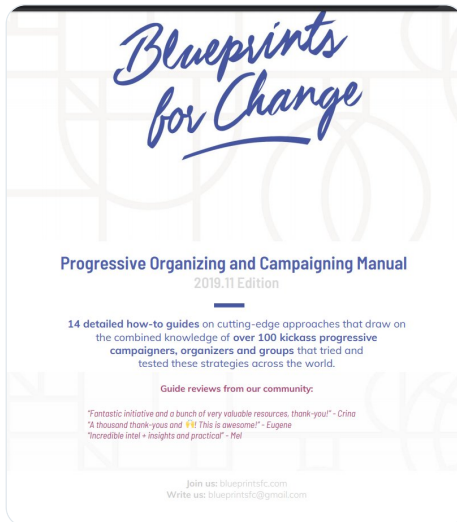 Blueprints
for Change
Progressive Organizing and Campaigning Manual
2019.11 Edition
14 detailed how-to guides on cutting-edge approaches that draw on
the combined knowledge of over 100 kickass progressive
campaigners, organizers and groups that tried and
tested these strategies across the world.
Guide reviews from our community:
"Fantastic initiative and a bunch of very valuable resources, thank-you!" - Crina
"A thousand thank-yous and 🙌! This is awesome!" - Eugene
"Incredible intel + insights and practical" - Mel
Join us: blueprintsfc.com
Write us: blueprintsfc@gmail.com